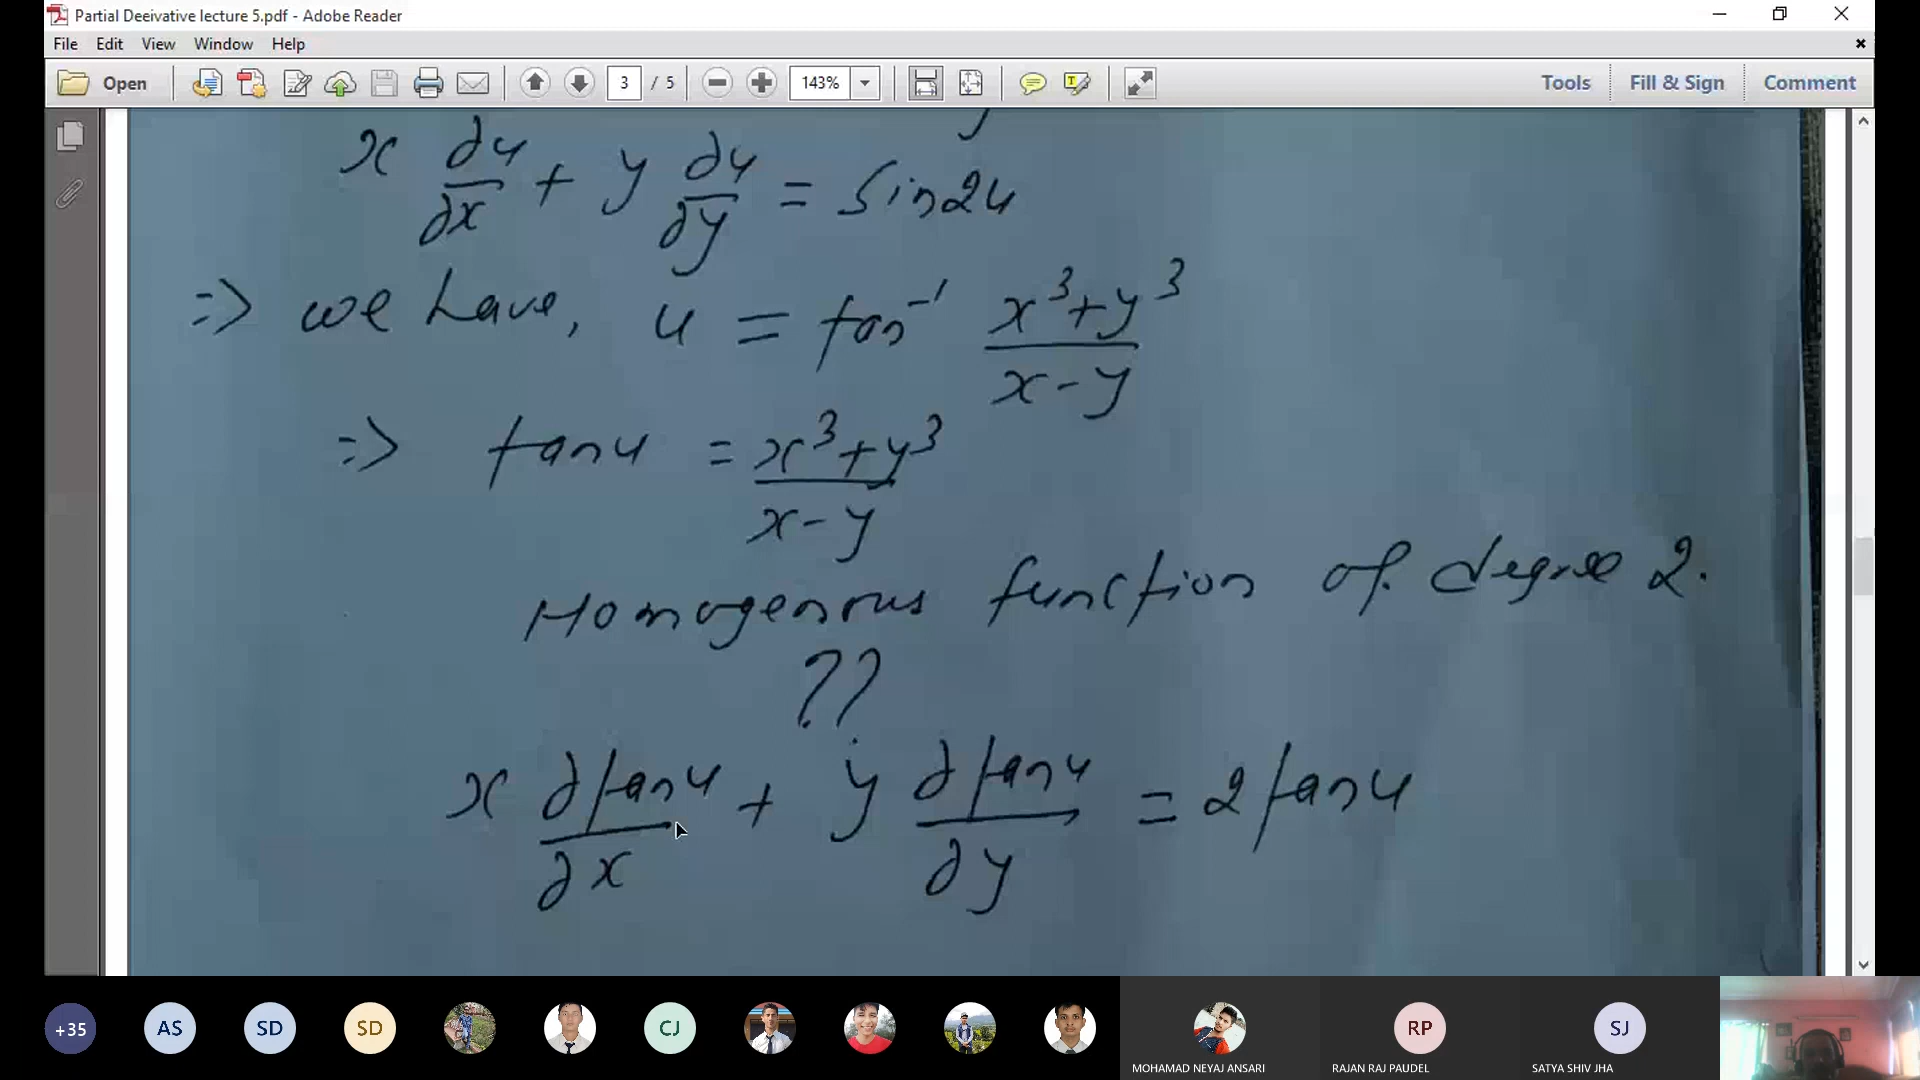 Partial Deeivative lecture 5.pdf - Adobe Reader
File Edit View Window Help
Open 3 / 5 143% Tools Fill & Sign Comment
x ∂u/∂x + y ∂u/∂y = Sin2u
=> we have, u = tan⁻¹ x³+y³/x-y
=> tanu = x³+y³/x-y
Homogenous function of degree 2.
??
x ∂tanu/∂x + y ∂tanu/∂y = 2tanu
+35 AS SD SD CJ RP SJ
MOHAMAD NEYAJ ANSARI RAJAN RAJ PAUDEL SATYA SHIV JHA